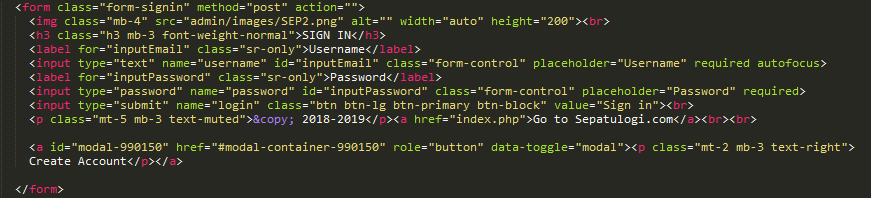 <form class="form-signin" method="post" action="">
<img class="mb-4" src="admin/images/SEP2.png" alt="" width="auto" height="200"><br>
<h3 class="h3 mb-3 font-weight-normal">SIGN IN</h3>
<label for="inputEmail" class="sr-only">Username</label>
<input type="text" name="username" id="inputEmail" class="form-control" placeholder="Username" required autofocus>
<label for="inputPassword" class="sr-only">Password</label>
<input type="password" name="password" id="inputPassword" class="form-control" placeholder="Password" required>
<input type="submit" name="login" class="btn btn-lg btn-primary btn-block" value="Sign in"><br>
<p class="mt-5 mb-3 text-muted">&copy; 2018-2019</p><a href="index.php">Go to Sepatulogi.com</a><br><br>
<a id="modal-990150" href="#modal-container-990150" role="button" data-toggle="modal"><p class="mt-2 mb-3 text-right">
Create Account</p></a>
</form>